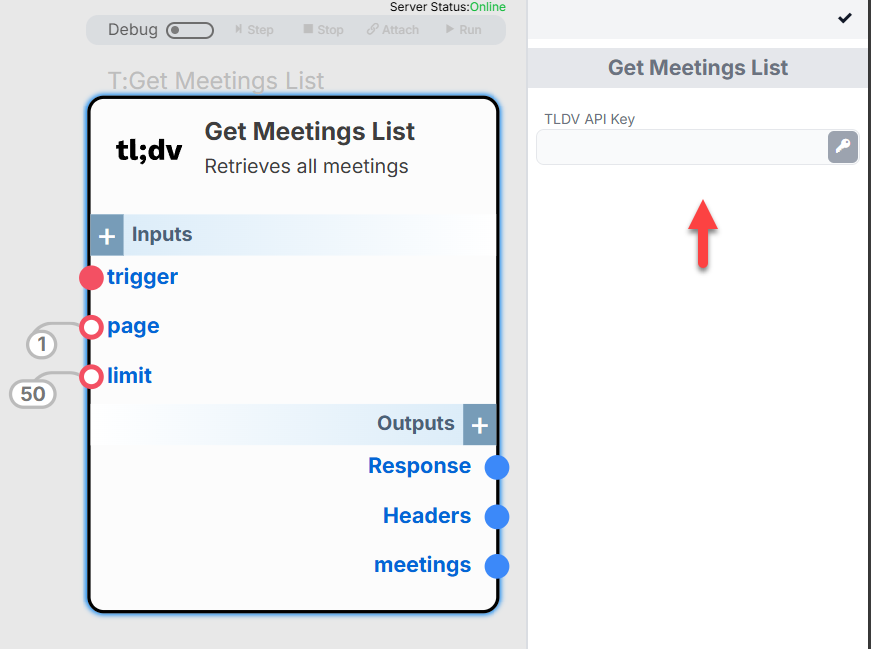 Server Status:Online
Debug Step Stop Attach Run
T:Get Meetings List
tl;dv
Get Meetings List
Retrieves all meetings
+ Inputs
trigger
page
1
limit
50
Outputs +
Response
Headers
meetings
Get Meetings List
TLDV API Key